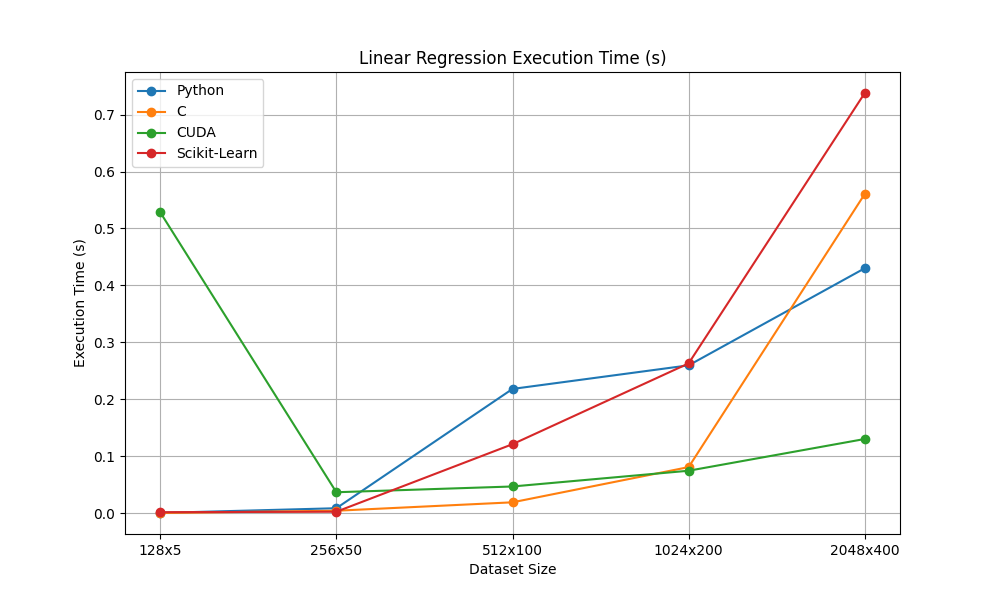 Linear Regression Execution Time (s)
Python
C
CUDA
Scikit-Learn
Execution Time (s)
0.7
0.6
0.5
0.4
0.3
0.2
0.1
0.0
128x5
256x50
512x100
1024x200
2048x400
Dataset Size